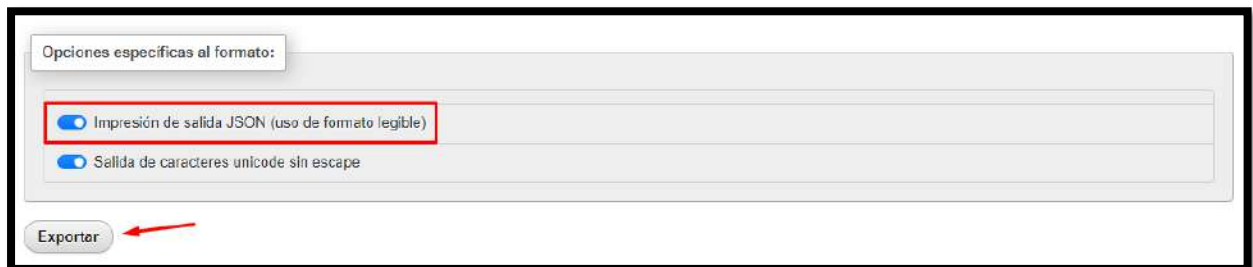 Opciones específicas al formato:
Impresión de salida JSON (uso de formato legible)
Salida de caracteres unicode sin escape
Exportar